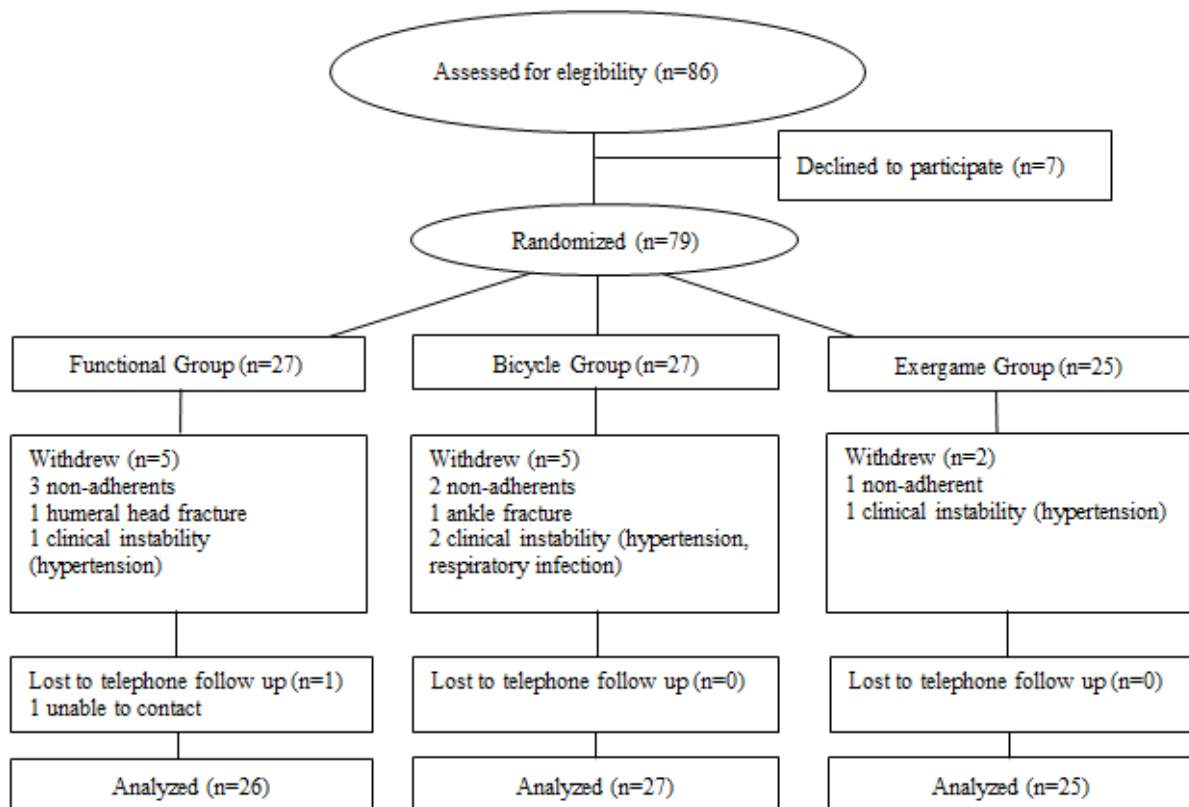 Assessed for elegibility (n=86)
Declined to participate (n=7)
Randomized (n=79)
Functional Group (n=27)
Bicycle Group (n=27)
Exergame Group (n=25)
Withdrew (n=5)
3 non-adherents
1 humeral head fracture
1 clinical instability
(hypertension)
Withdrew (n=5)
2 non-adherents
1 ankle fracture
2 clinical instability (hypertension,
respiratory infection)
Withdrew (n=2)
1 non-adherent
1 clinical instability (hypertension)
Lost to telephone follow up (n=1)
1 unable to contact
Lost to telephone follow up (n=0)
Lost to telephone follow up (n=0)
Analyzed (n=26)
Analyzed (n=27)
Analyzed (n=25)